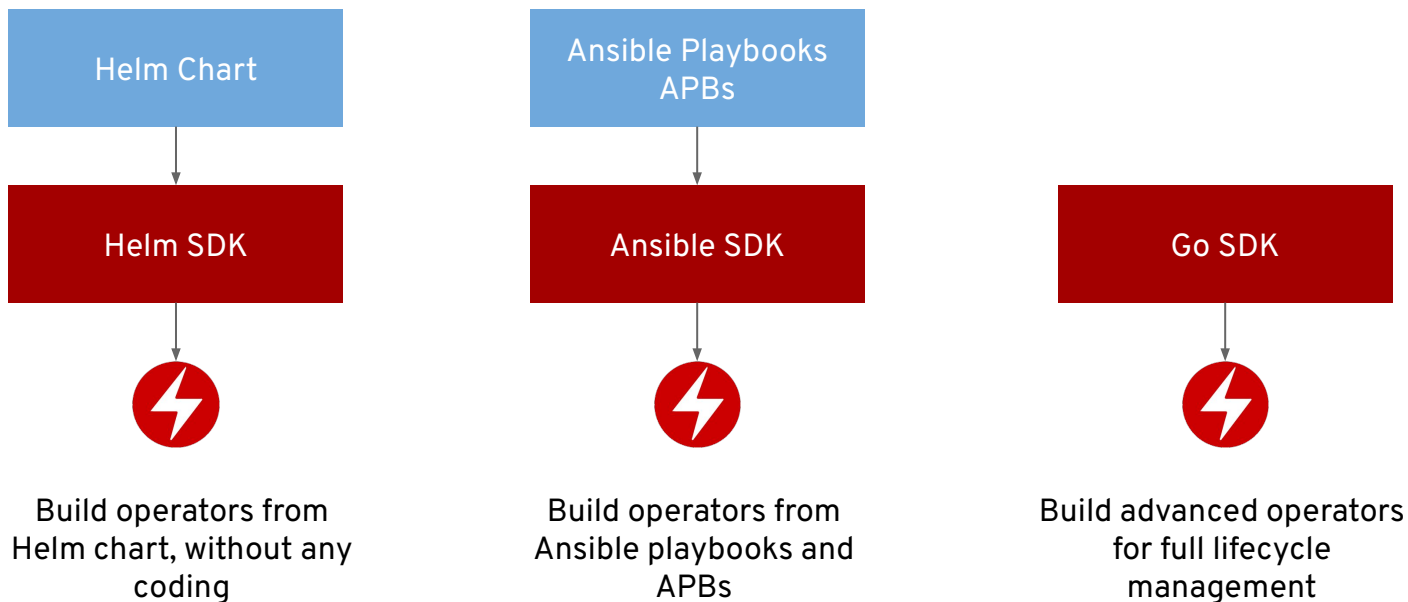 Helm Chart
Ansible Playbooks
APBs
Helm SDK
Ansible SDK
Go SDK
Build operators from
Helm chart, without any
coding
Build operators from
Ansible playbooks and
APBs
Build advanced operators
for full lifecycle
management